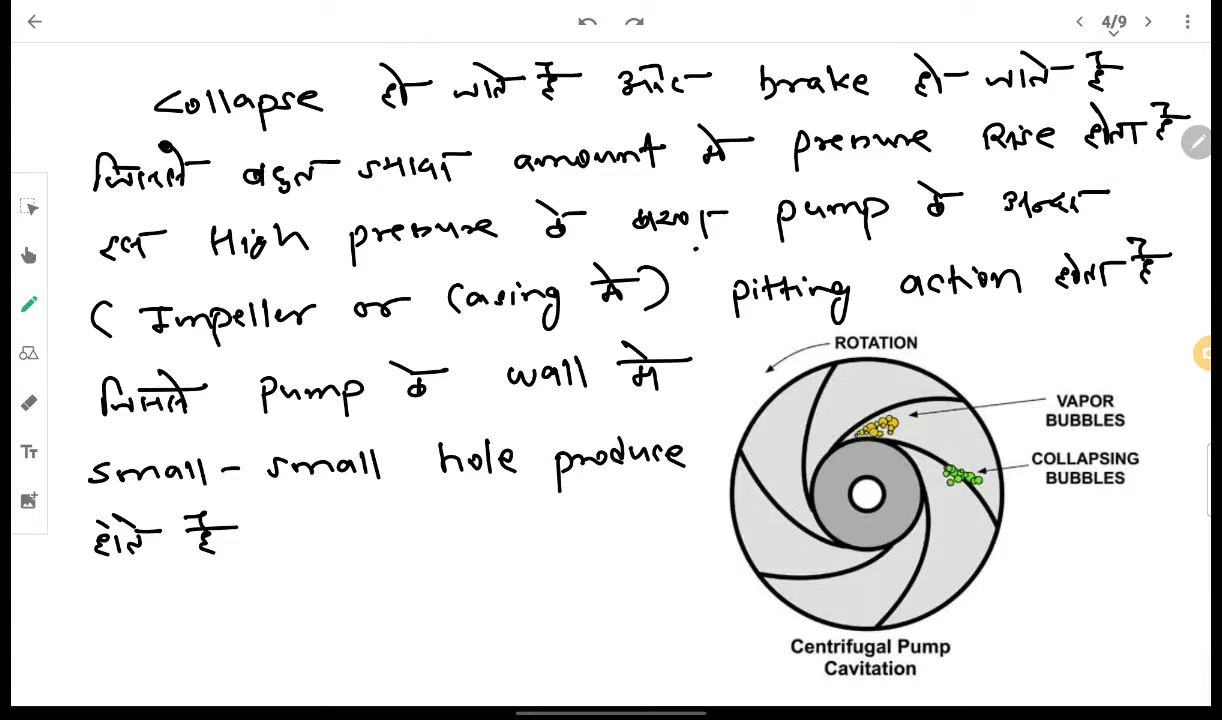 4/9
Collapse हो जाते है और brake हो जाते है
जिससे बहुत ज्यादा amount में pressure Rise होता है
इस High pressure के कारण pump के अन्दर
( Impeller or Casing में) pitting action होता है
जिससे pump के wall में
small - small hole produce
होते है
Tт
ROTATION
VAPOR
BUBBLES
COLLAPSING
BUBBLES
Centrifugal Pump
Cavitation